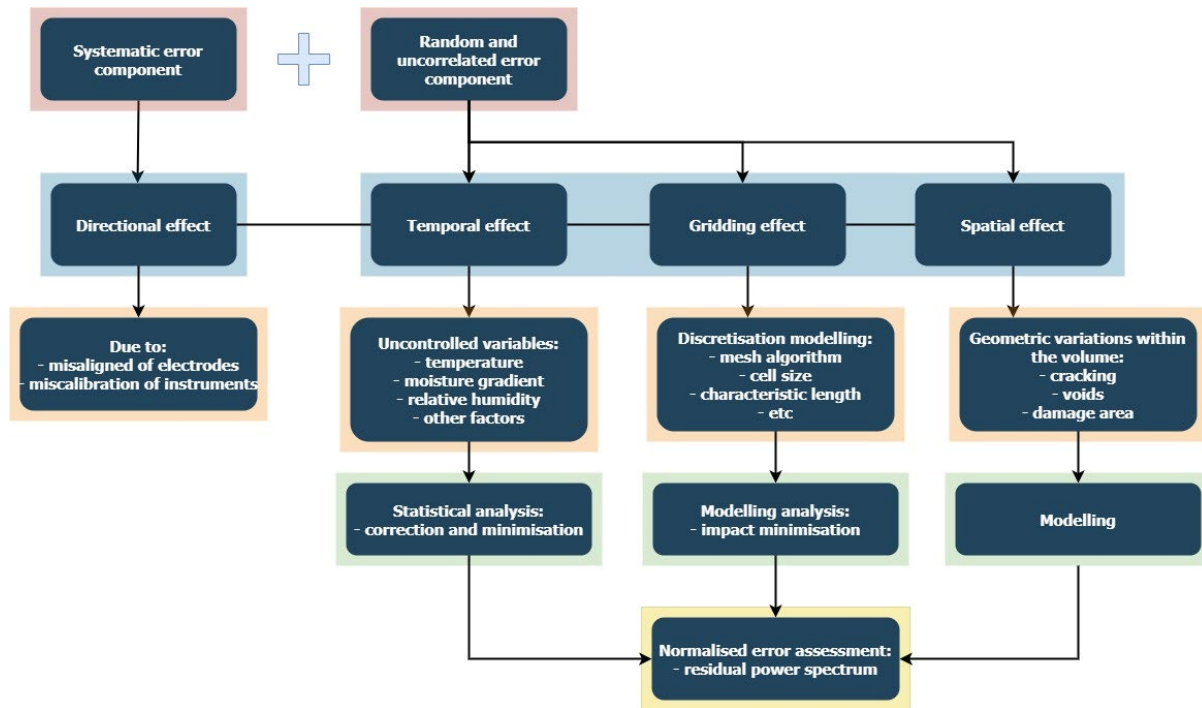 Systematic error
component
Random and
uncorrelated error
component
Directional effect
Temporal effect
Gridding effect
Spatial effect
Due to:
- misaligned of electrodes
- miscalibration of instruments
Uncontrolled variables:
- temperature
- moisture gradient
- relative humidity
- other factors
Discretisation modelling:
- mesh algorithm
- cell size
- characteristic length
- etc
Geometric variations within
the volume:
- cracking
- voids
- damage area
Statistical analysis:
- correction and minimisation
Modelling analysis:
- impact minimisation
Modelling
Normalised error assessment:
- residual power spectrum